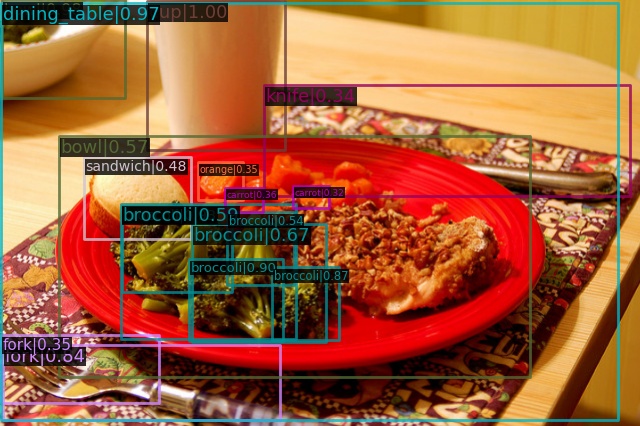 dining_table|0.97
cup|1.00
knife|0.34
bowl|0.57
sandwich|0.48
orange|0.35
carrot|0.36
carrot|0.32
broccoli|0.59
broccoli|0.54
broccoli|0.67
broccoli|0.90
broccoli|0.87
fork|0.35
fork|0.84